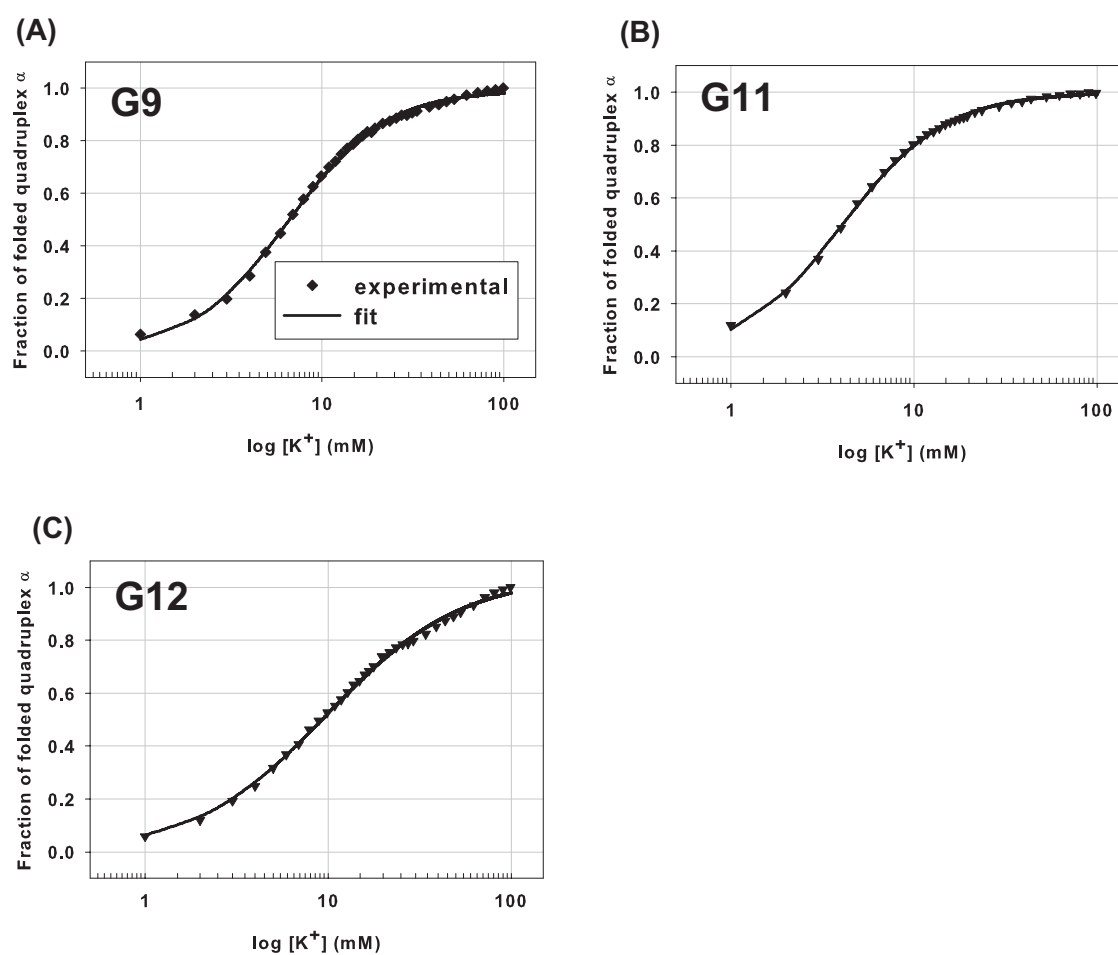 (A)
G9
Fraction of folded quadruplex α
1.0
0.8
0.6
0.4
0.2
0.0
experimental
fit
1 10 100
log [K+] (mM)
(B)
G11
Fraction of folded quadruplex α
1.0
0.8
0.6
0.4
0.2
0.0
1 10 100
log [K+] (mM)
(C)
G12
Fraction of folded quadruplex α
1.0
0.8
0.6
0.4
0.2
0.0
1 10 100
log [K+] (mM)